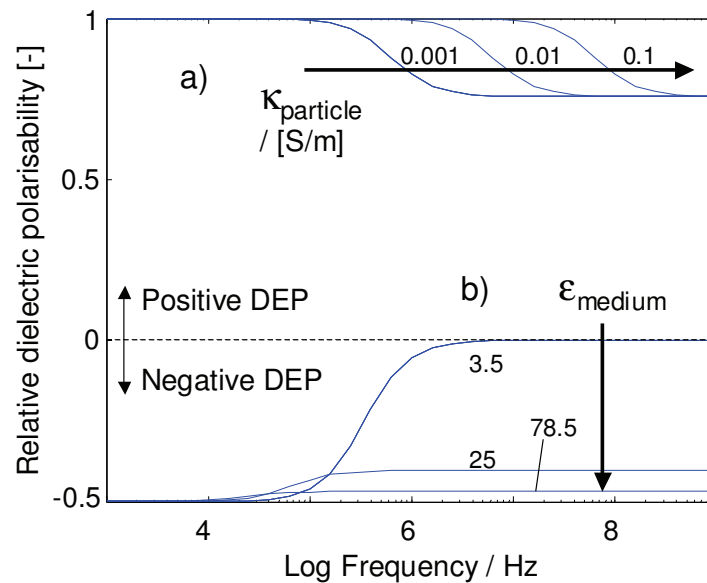 1
a)
0.001
0.01
0.1
κparticle
/ [S/m]
0.5
Positive DEP
b)
εmedium
0
Negative DEP
3.5
78.5
25
-0.5
4
6
8
Log Frequency / Hz
Relative dielectric polarisability [-]